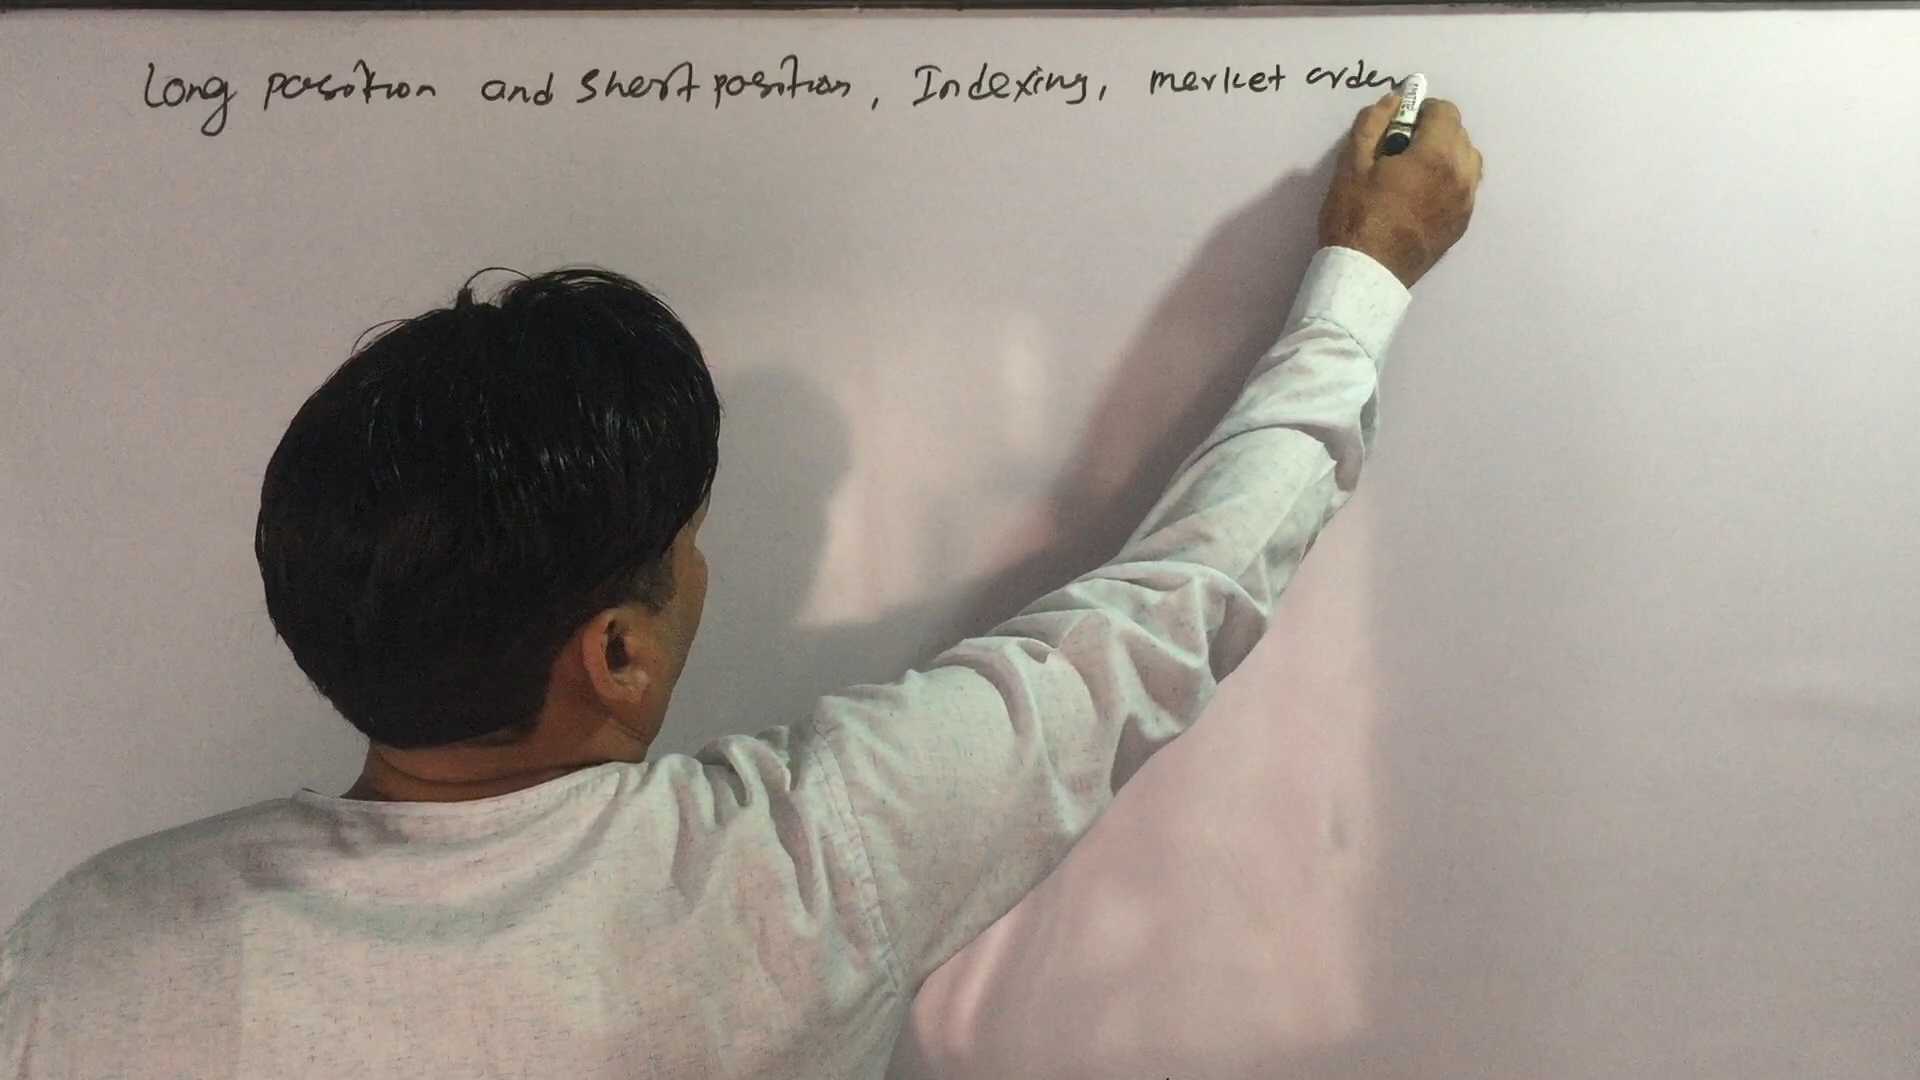 Long position and short position, Indexing, market order